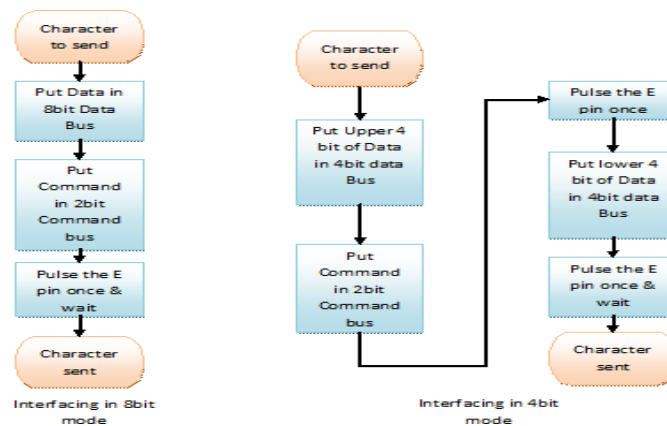 Character
to send
Put Data in
8bit Data
Bus
Put
Command
in 2bit
Command
bus
Pulse the E
pin once &
wait
Character
sent
Interfacing in 8bit
mode
Character
to send
Put Upper 4
bit of Data
in 4bit data
Bus
Put
Command
in 2bit
Command
bus
Pulse the E
pin once
Put lower 4
bit of Data
in 4bit data
Bus
Pulse the E
pin once &
wait
Character
sent
Interfacing in 4bit
mode